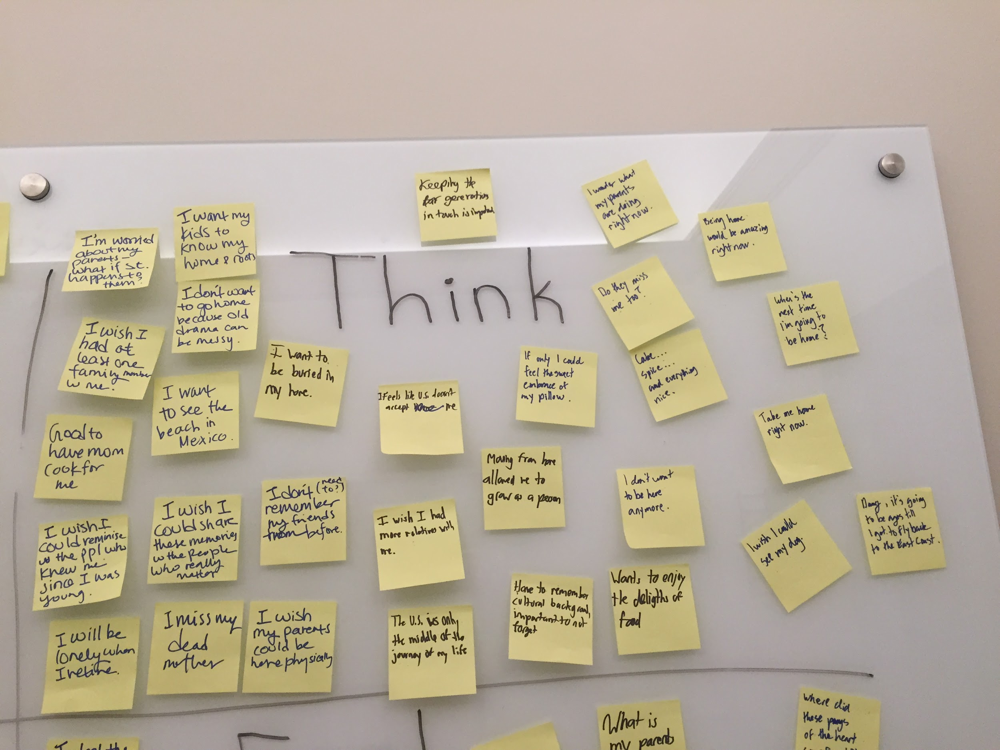 Think
Keeping the
generations
in touch is important
I wonder what
my parents
are doing
right now.
Being home
would be amazing
right now.
I want my
kids to
know my
home & roots
I'm worried
about my
parents-
what if st.
happens to
them?
I don't want
to go home
because old
drama can
be messy.
Do they miss
me too?
When's the
next time
I'm going to
be home?
I wish I
had at
least one
family member
w me.
I want to
be buried in
my home.
If only I could
feel the sweet
embrace of
my pillow.
Cake...
spice....
and everything
nice.
I want
to see the
beach in
Mexico.
I Feels like U.S. doesn't
accept me
Take me home
right now.
Good to
have mom
cook for
me
Moving from home
allowed me to
grow as a person
I don't want
to be here
anymore.
I don't (need
to?)
remember
my friends
from before.
I wish I
could share
these memories
w the people
who really
matter
I wish I had
more relatives with
me.
I wish I could
see my dog.
Dang, it's going
to be ages till
I got to fly back
to the East Coast.
I wish I
could reminise
w the ppl who
knew me
since I was
young.
Have to remember
cultural background,
important to not
forget
Wants to enjoy
the deligths of
food
I will be
lonely when
I retire.
I miss my
dead
mother
I wish
my parents
could be
here physically
The U.S. is only
the middle of the
journey of my life
What is
my parents
Where did
these pangs
of the heart